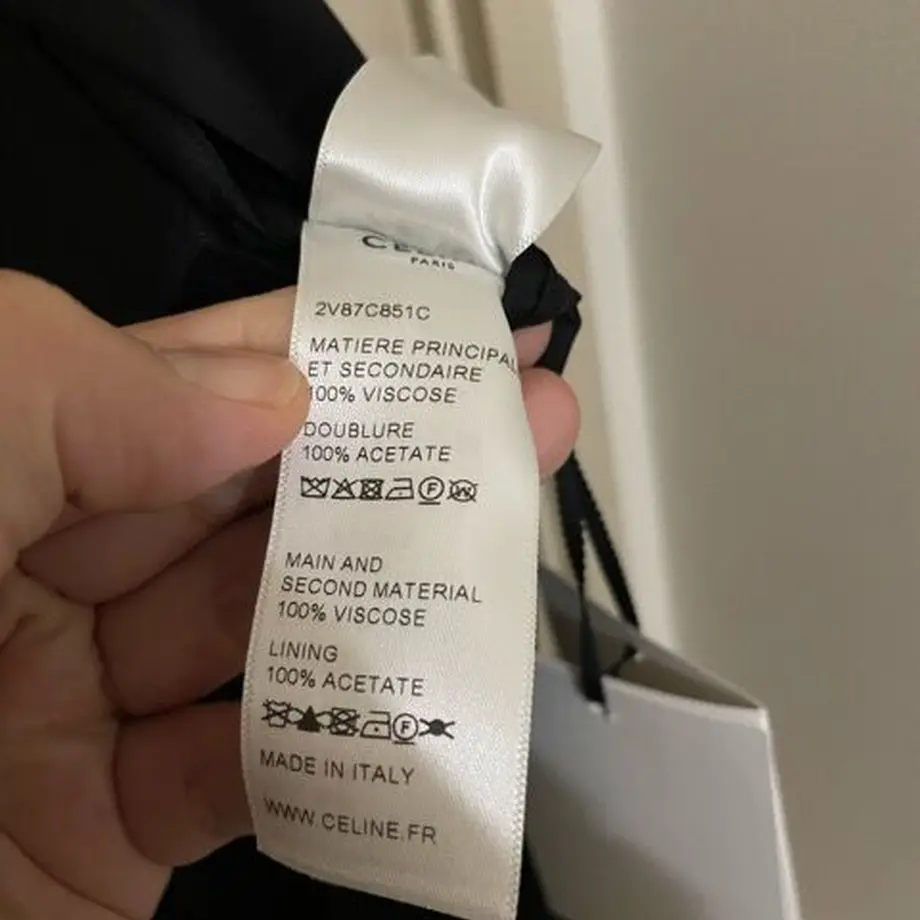 PARIS
2V87C851C
MATIERE PRINCIPAL
ET SECONDAIRE
100% VISCOSE
DOUBLURE
100% ACETATE
F W
MAIN AND
SECOND MATERIAL
100% VISCOSE
LINING
100% ACETATE
F
MADE IN ITALY
WWW.CELINE.FR